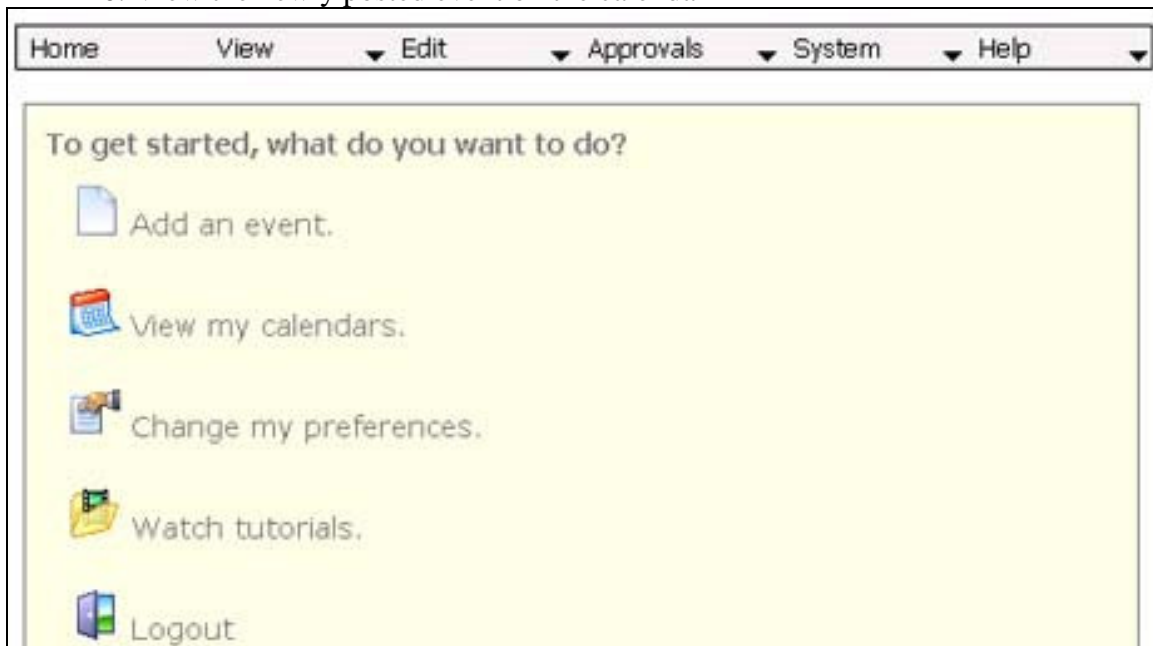 Home View Edit Approvals System Help
To get started, what do you want to do?
Add an event.
View my calendars.
Change my preferences.
Watch tutorials.
Logout